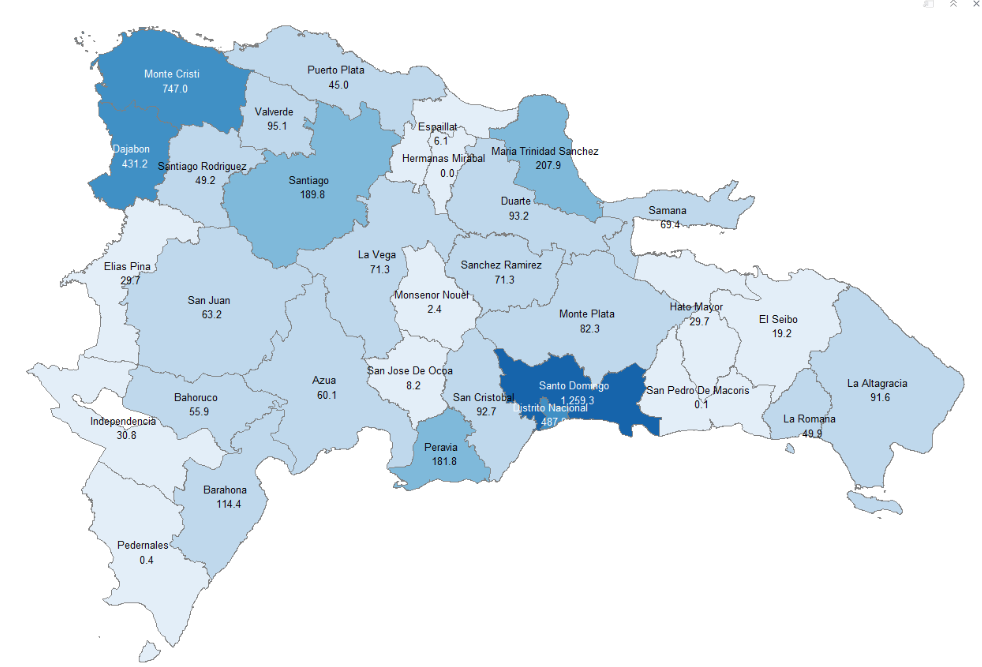 Monte Cristi
747.0
Puerto Plata
45.0
Valverde
95.1
Espaillat
6.1
Dajabon
431.2
Santiago Rodriguez
49.2
Santiago
189.8
Hermanas Mirabal
0.0
Maria Trinidad Sanchez
207.9
Duarte
93.2
Samana
69.4
Elias Pina
29.7
San Juan
63.2
La Vega
71.3
Sanchez Ramirez
71.3
Monsenor Nouel
2.4
Monte Plata
82.3
Hato Mayor
29.7
El Seibo
19.2
San Jose De Ocoa
8.2
Azua
60.1
Bahoruco
55.9
San Cristobal
92.7
Santo Domingo
1,259.3
Distrito Nacional
487.
San Pedro De Macoris
0.1
La Altagracia
91.6
La Romana
49.9
Independencia
30.8
Peravia
181.8
Barahona
114.4
Pedernales
0.4